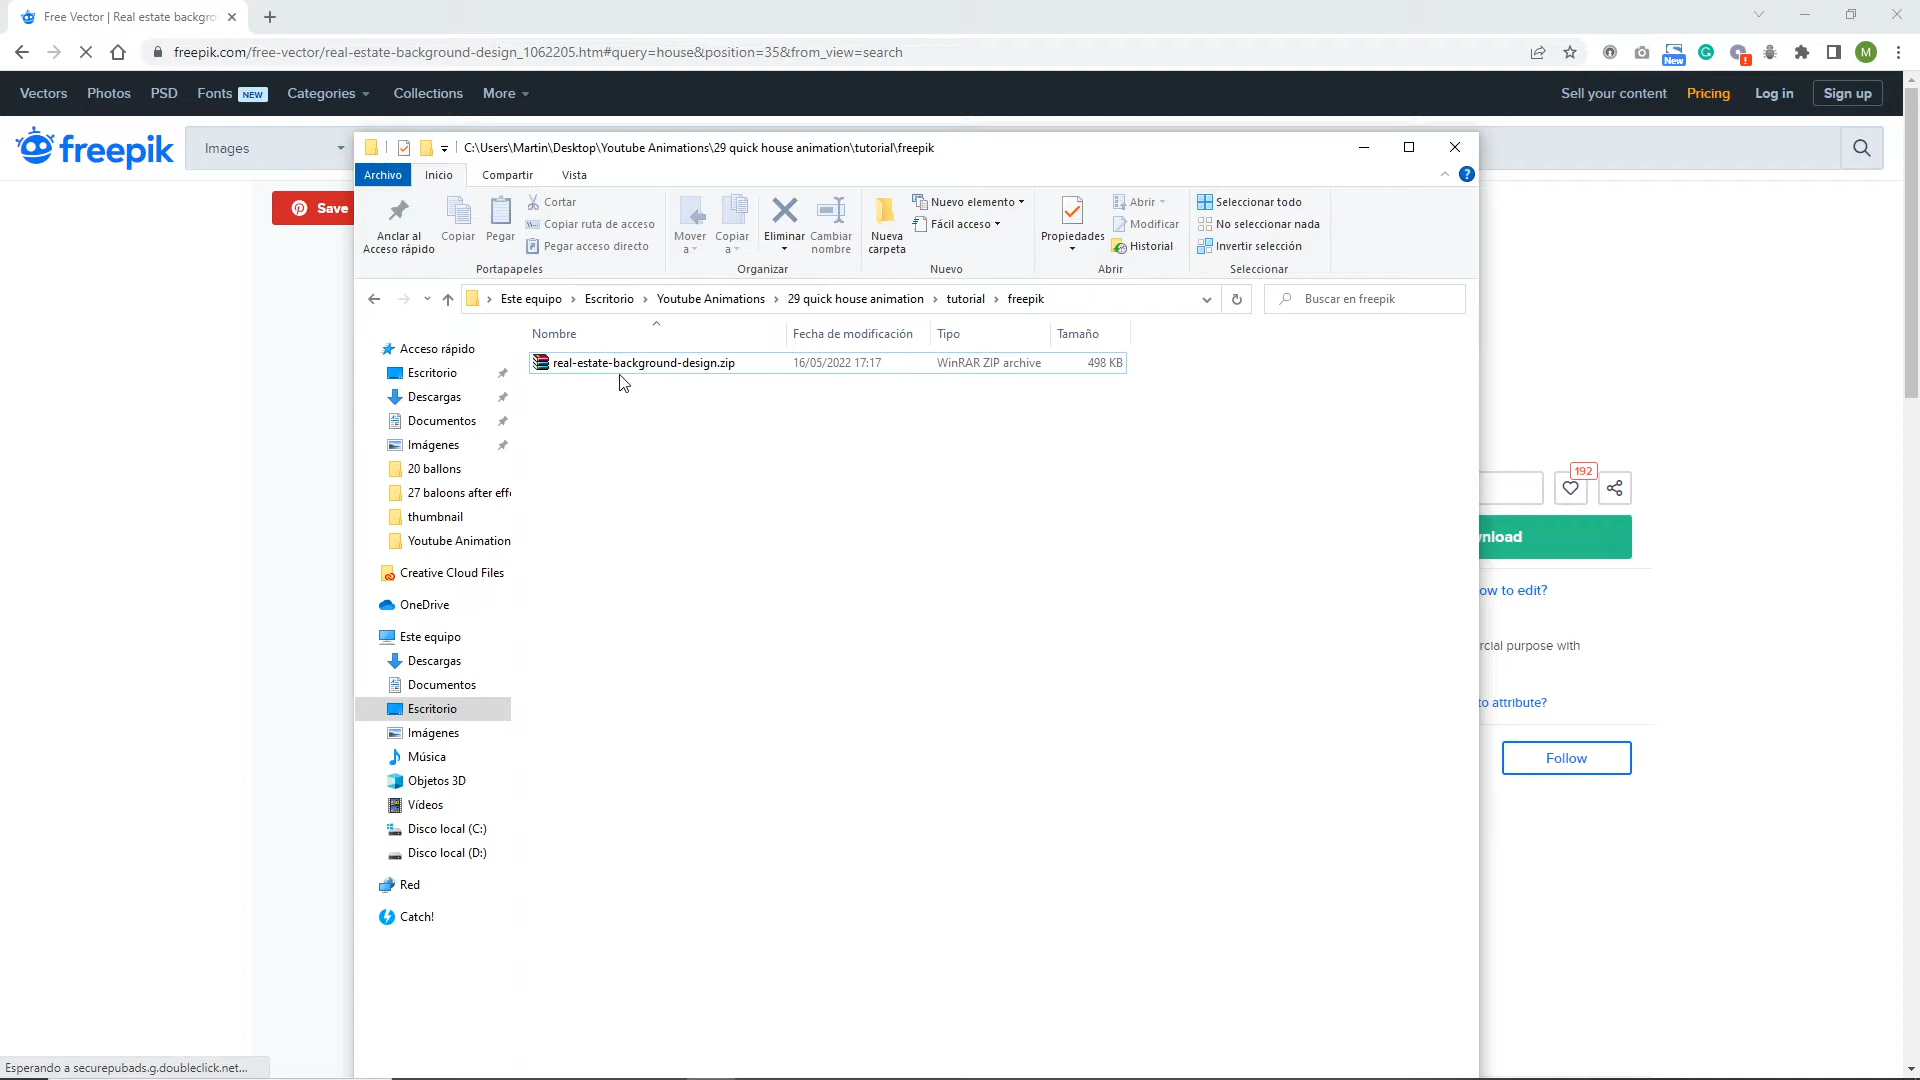 Free Vector | Real estate backgro
freepik.com/free-vector/real-estate-background-design_1062205.htm#query=house&position=35&from_view=search
New
Vectors Photos PSD Fonts NEW Categories Collections More Sell your content Pricing Log in Sign up
freepik Images
C:\Users\Martin\Desktop\Youtube Animations\29 quick house animation\tutorial\freepik
Archivo Inicio Compartir Vista
Save
Anclar al
Acceso rápido
Copiar
Pegar
Cortar
Copiar ruta de acceso
Pegar acceso directo
Portapapeles
Mover
a
Copiar
a
Eliminar
Cambiar
nombre
Organizar
Nueva
carpeta
Nuevo elemento
Fácil acceso
Nuevo
Propiedades
Abrir
Modificar
Historial
Abrir
Seleccionar todo
No seleccionar nada
Invertir selección
Seleccionar
Este equipo Escritorio Youtube Animations 29 quick house animation tutorial freepik
Buscar en freepik
Nombre Fecha de modificación Tipo Tamaño
real-estate-background-design.zip 16/05/2022 17:17 WinRAR ZIP archive 498 KB
Acceso rápido
Escritorio
Descargas
Documentos
Imágenes
20 ballons
27 baloons after eff
thumbnail
Youtube Animation
Creative Cloud Files
OneDrive
Este equipo
Descargas
Documentos
Escritorio
Imágenes
Música
Objetos 3D
Vídeos
Disco local (C:)
Disco local (D:)
Red
Catch!
192
nload
ow to edit?
rcial purpose with
to attribute?
Follow
Esperando a securepubads.g.doubleclick.net...
M